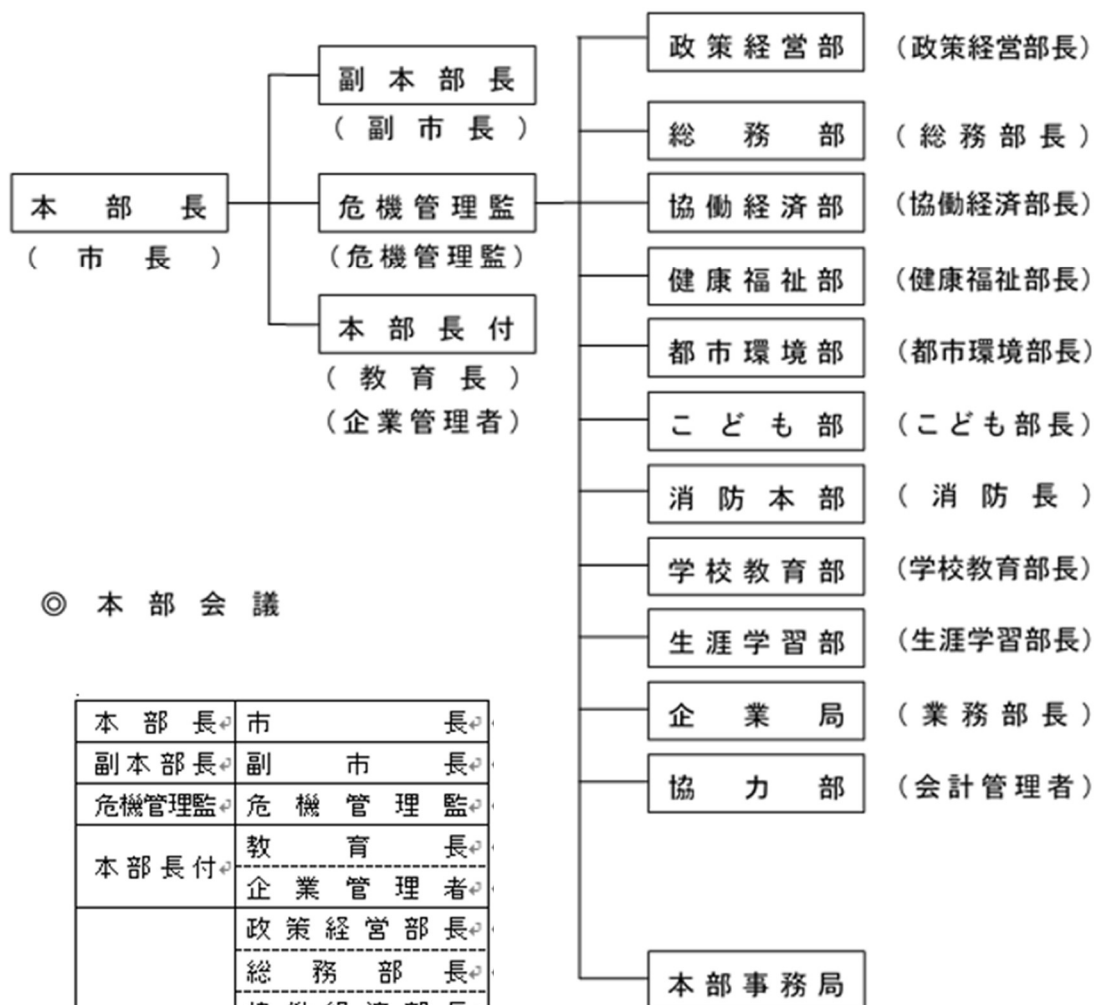 副本部長
(副市長)
本部長
(市長)
危機管理監
(危機管理監)
本部長付
(教育長)
(企業管理者)
政策経営部 (政策経営部長)
総務部 (総務部長)
協働経済部 (協働経済部長)
健康福祉部 (健康福祉部長)
都市環境部 (都市環境部長)
こども部 (こども部長)
消防本部 (消防長)
学校教育部 (学校教育部長)
生涯学習部 (生涯学習部長)
企業局 (業務部長)
協力部 (会計管理者)
本部事務局
◎ 本部会議
本部長 市長
副本部長 副市長
危機管理監 危機管理監
本部長付 教育長
企業管理者
政策経営部長
総務部長